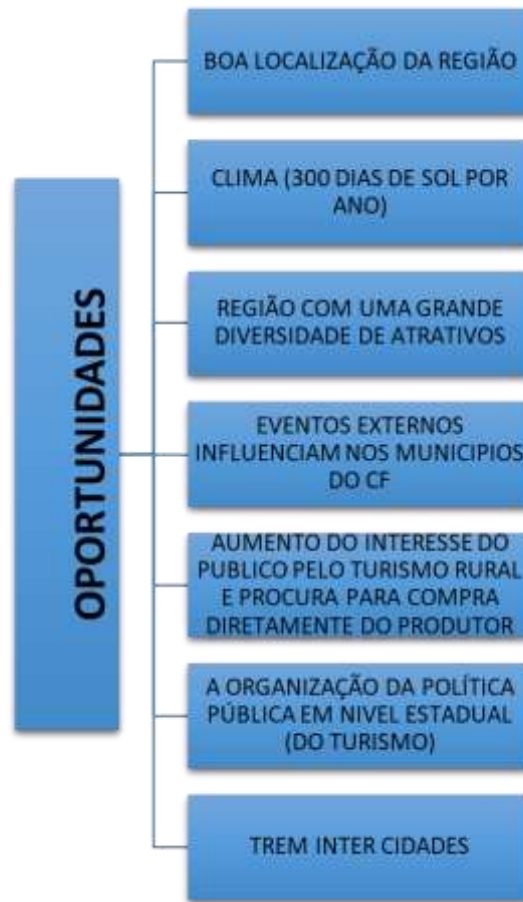 OPORTUNIDADES
BOA LOCALIZAÇÃO DA REGIÃO
CLIMA (300 DIAS DE SOL POR
ANO)
REGIÃO COM UMA GRANDE
DIVERSIDADE DE ATRATIVOS
EVENTOS EXTERNOS
INFLUENCIAM NOS MUNICIPIOS
DO CF
AUMENTO DO INTERESSE DO
PUBLICO PELO TURISMO RURAL
E PROCURA PARA COMPRA
DIRETAMENTE DO PRODUTOR
A ORGANIZAÇÃO DA POLÍTICA
PÚBLICA EM NIVEL ESTADUAL
(DO TURISMO)
TREM INTER CIDADES